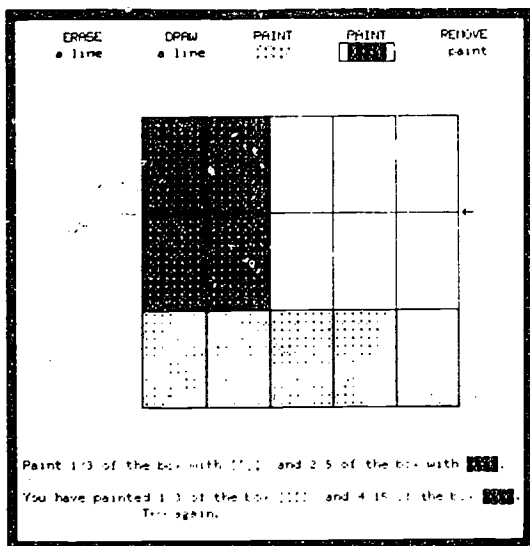 ERASE a line
DRAW a line
PAINT
PAINT
REMOVE paint
Paint 1/3 of the box with and 2/5 of the box with .
You have painted 1/3 of the box and 4/15 of the box .
Try again.